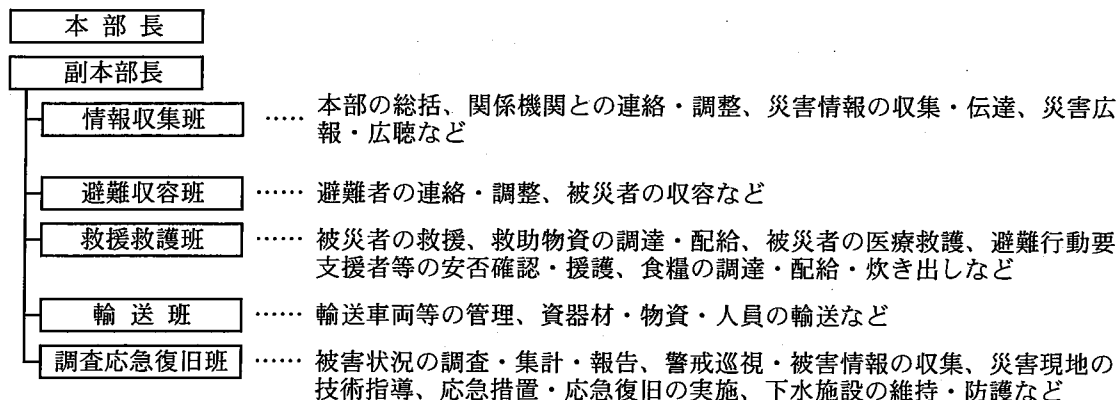 本部長
副本部長
情報収集班 …… 本部の総括、関係機関との連絡・調整、災害情報の収集・伝達、災害広
報・広聴など
避難収容班 …… 避難者の連絡・調整、被災者の収容など
救援救護班 …… 被災者の救援、救助物資の調達・配給、被災者の医療救護、避難行動要
支援者等の安否確認・援護、食糧の調達・配給・炊き出しなど
輸送班 …… 輸送車両等の管理、資器材・物資・人員の輸送など
調査応急復旧班 …… 被害状況の調査・集計・報告、警戒巡視・被害情報の収集、災害現地の
技術指導、応急措置・応急復旧の実施、下水施設の維持・防護など